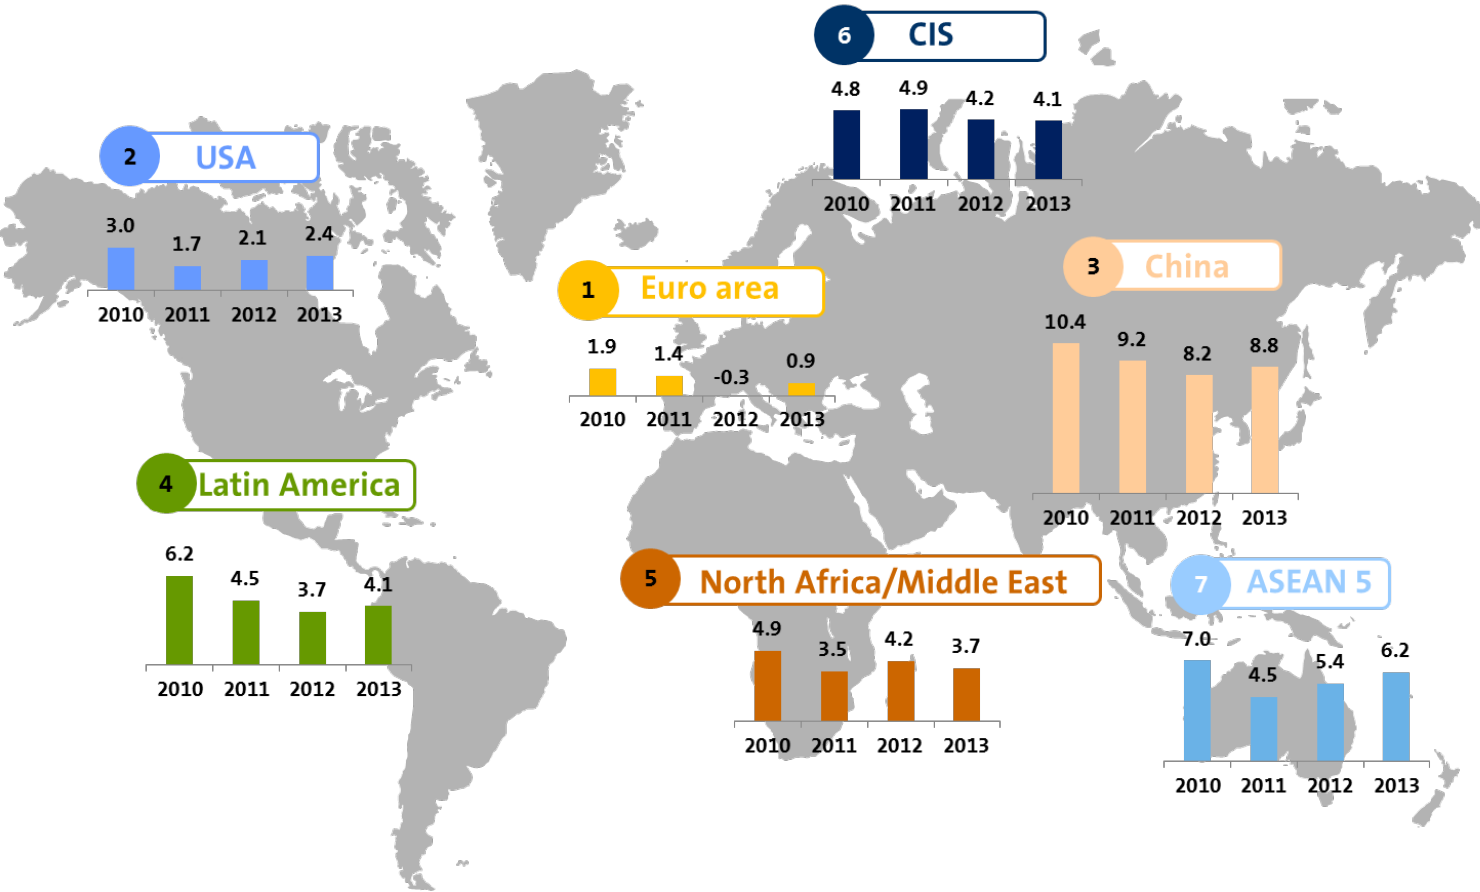 6 CIS
4.8 4.9 4.2 4.1
2010 2011 2012 2013
2 USA
3.0 1.7 2.1 2.4
2010 2011 2012 2013
1 Euro area
1.9 1.4 -0.3 0.9
2010 2011 2012 2013
3 China
10.4 9.2 8.2 8.8
2010 2011 2012 2013
4 Latin America
6.2 4.5 3.7 4.1
2010 2011 2012 2013
5 North Africa/Middle East
4.9 3.5 4.2 3.7
2010 2011 2012 2013
7 ASEAN 5
7.0 4.5 5.4 6.2
2010 2011 2012 2013